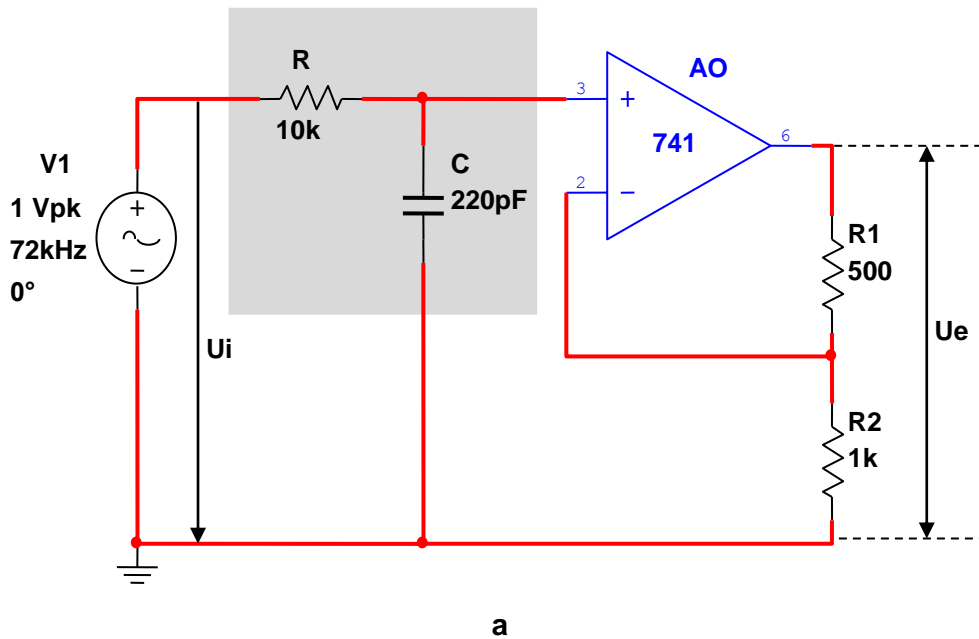 R
10k
V1
1 Vpk
72kHz
0°
+
−
Ui
C
220pF
AO
741
3
+
2
−
6
R1
500
R2
1k
Ue
a